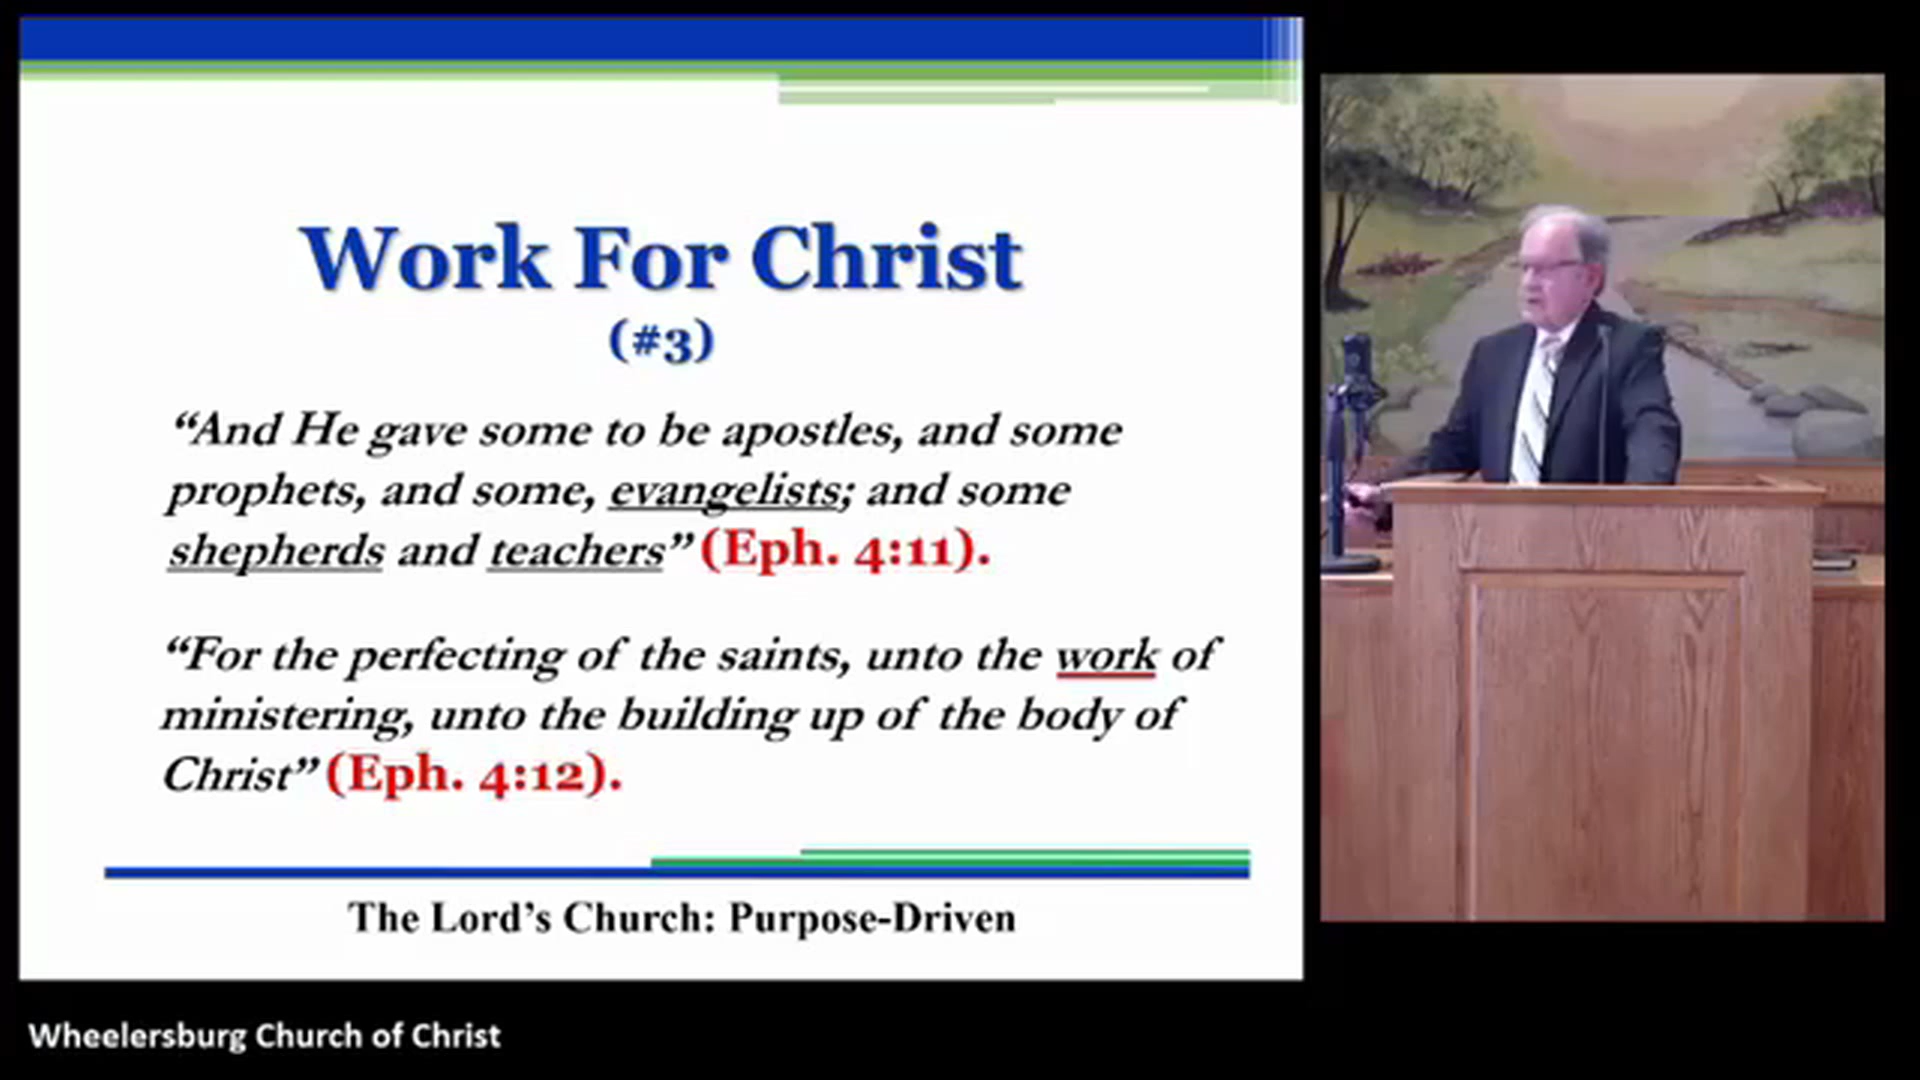 Work For Christ
(#3)
“And He gave some to be apostles, and some
prophets, and some, evangelists; and some
shepherds and teachers” (Eph. 4:11).
“For the perfecting of the saints, unto the work of
ministering, unto the building up of the body of
Christ” (Eph. 4:12).
The Lord’s Church: Purpose-Driven
Wheelersburg Church of Christ